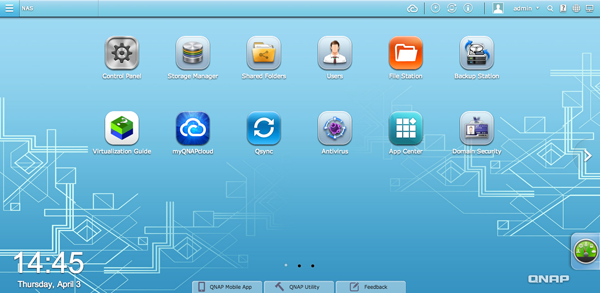 NAS
admin
Control Panel
Storage Manager
Shared Folders
Users
File Station
Backup Station
Virtualization Guide
myQNAPcloud
Qsync
Antivirus
App Center
Domain Security
14:45
Thursday, April 3
QNAP Mobile App
QNAP Utility
Feedback
QNAP